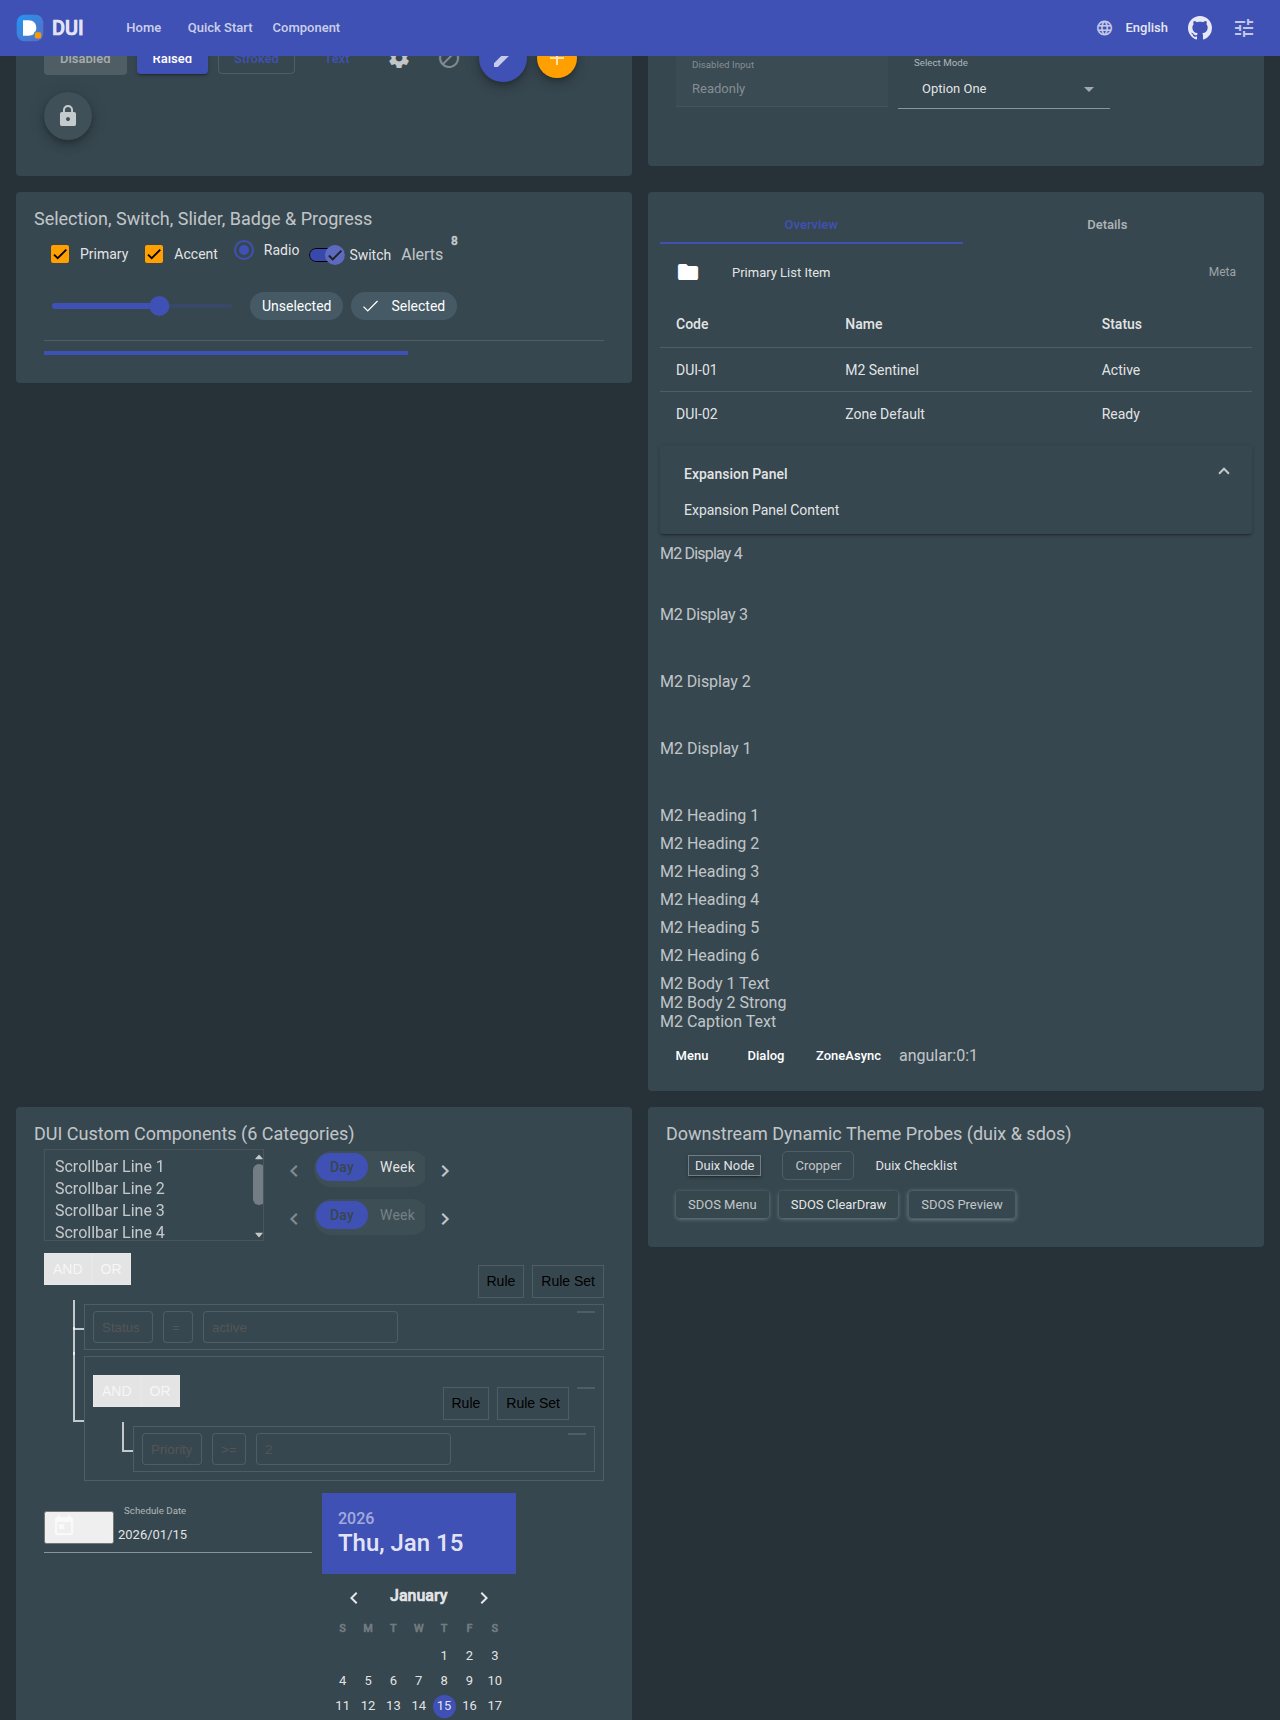 DUI
Home
Quick Start
Component
English
Disabled
Raised
Stroked
Text
Disabled Input
Readonly
Select Mode
Option One
Selection, Switch, Slider, Badge & Progress
Primary
Accent
Radio
Switch
Alerts
8
Unselected
Selected
Overview
Details
Primary List Item
Meta
Code Name Status
DUI-01 M2 Sentinel Active
DUI-02 Zone Default Ready
Expansion Panel
Expansion Panel Content
M2 Display 4
M2 Display 3
M2 Display 2
M2 Display 1
M2 Heading 1
M2 Heading 2
M2 Heading 3
M2 Heading 4
M2 Heading 5
M2 Heading 6
M2 Body 1 Text
M2 Body 2 Strong
M2 Caption Text
Menu
Dialog
ZoneAsync
angular:0:1
DUI Custom Components (6 Categories)
Scrollbar Line 1
Scrollbar Line 2
Scrollbar Line 3
Scrollbar Line 4
Day Week
Day Week
AND OR
Rule
Rule Set
Status
=
active
AND OR
Rule
Rule Set
Priority
>=
2
Schedule Date
2026/01/15
2026
Thu, Jan 15
January
S M T W T F S
1 2 3
4 5 6 7 8 9 10
11 12 13 14 15 16 17
Downstream Dynamic Theme Probes (duix & sdos)
Duix Node
Cropper
Duix Checklist
SDOS Menu
SDOS ClearDraw
SDOS Preview